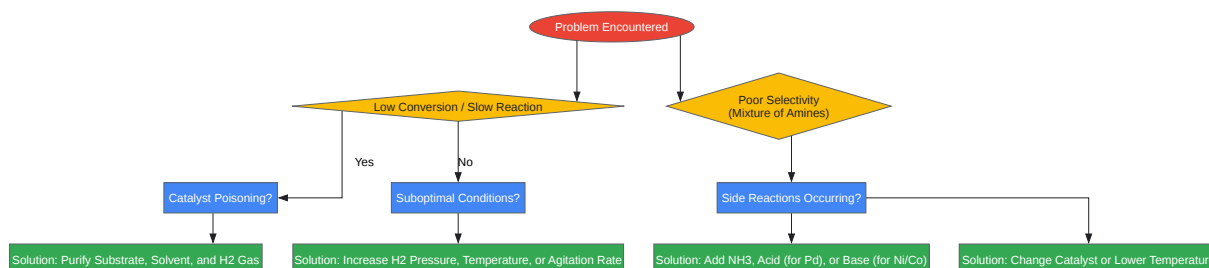 Problem Encountered
Low Conversion / Slow Reaction
Poor Selectivity
(Mixture of Amines)
Yes
No
Catalyst Poisoning?
Suboptimal Conditions?
Side Reactions Occurring?
Solution: Purify Substrate, Solvent, and H2 Gas
Solution: Increase H2 Pressure, Temperature, or Agitation Rate
Solution: Add NH3, Acid (for Pd), or Base (for Ni/Co)
Solution: Change Catalyst or Lower Temperatur